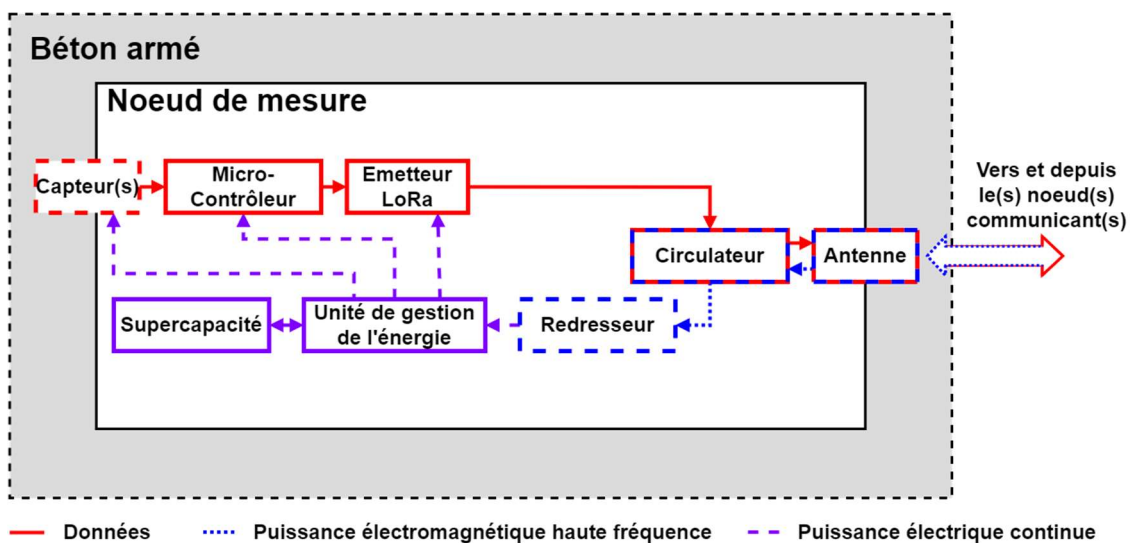 Béton armé
Noeud de mesure
Capteur(s)
Micro-
Contrôleur
Emetteur
LoRa
Vers et depuis
le(s) noeud(s)
communicant(s)
Circulateur
Antenne
Supercapacité
Unité de gestion
de l'énergie
Redresseur
Données
Puissance électromagnétique haute fréquence
Puissance électrique continue